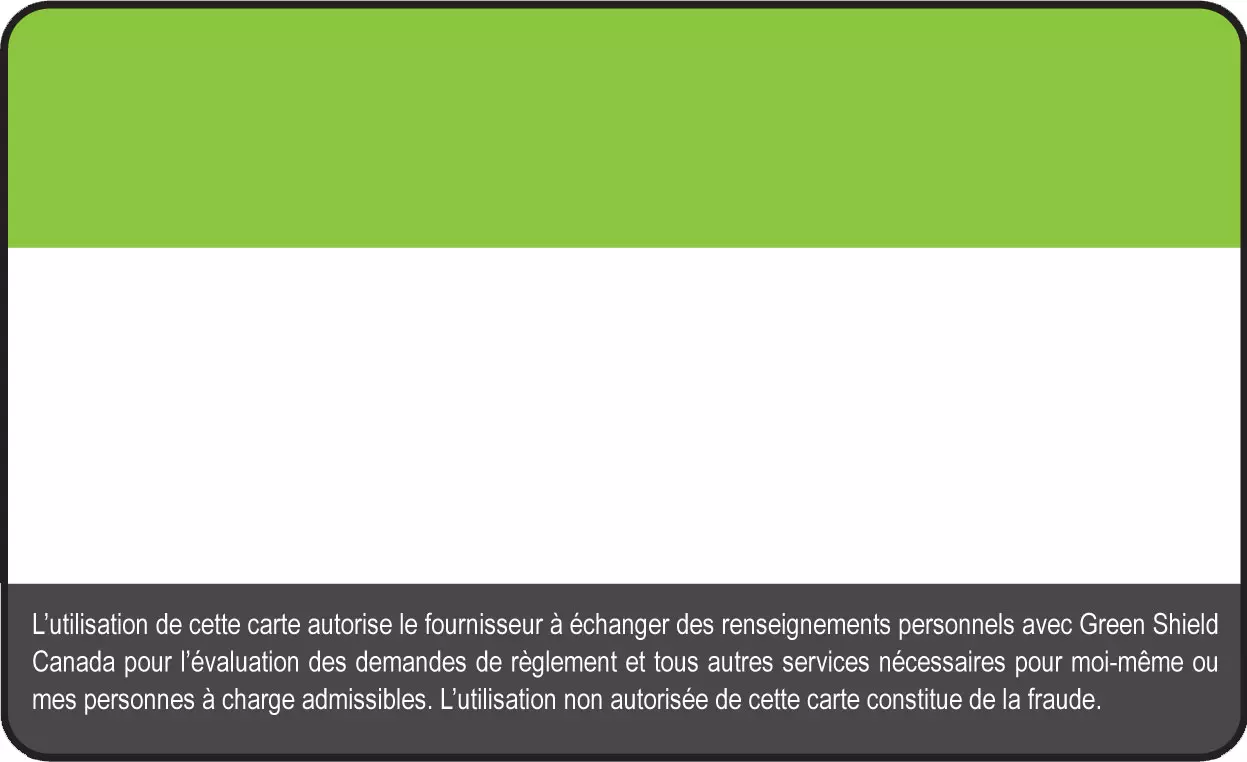 L’utilisation de cette carte autorise le fournisseur à échanger des renseignements personnels avec Green Shield
Canada pour l’évaluation des demandes de règlement et tous autres services nécessaires pour moi-même ou
mes personnes à charge admissibles. L’utilisation non autorisée de cette carte constitue de la fraude.